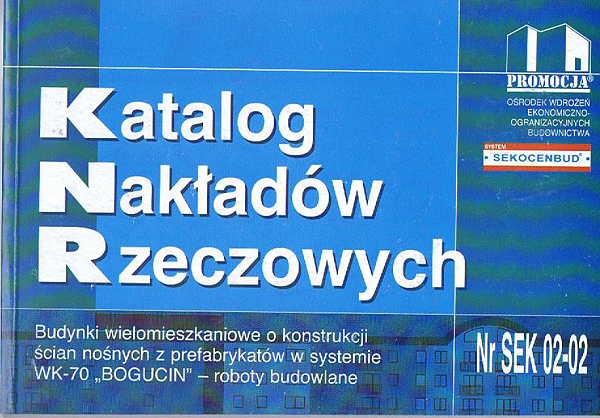 PROMOCJA®
OŚRODEK WDROŻEŃ
EKONOMICZNO-
OGRANIZACYJNYCH
BUDOWNICTWA
SYSTEM
SEKOCENBUD®
Katalog
Nakładów
Rzeczowych
Budynki wielomieszkaniowe o konstrukcji
ścian nośnych z prefabrykatów w systemie
WK-70 „BOGUCIN” – roboty budowlane
Nr SEK 02-02